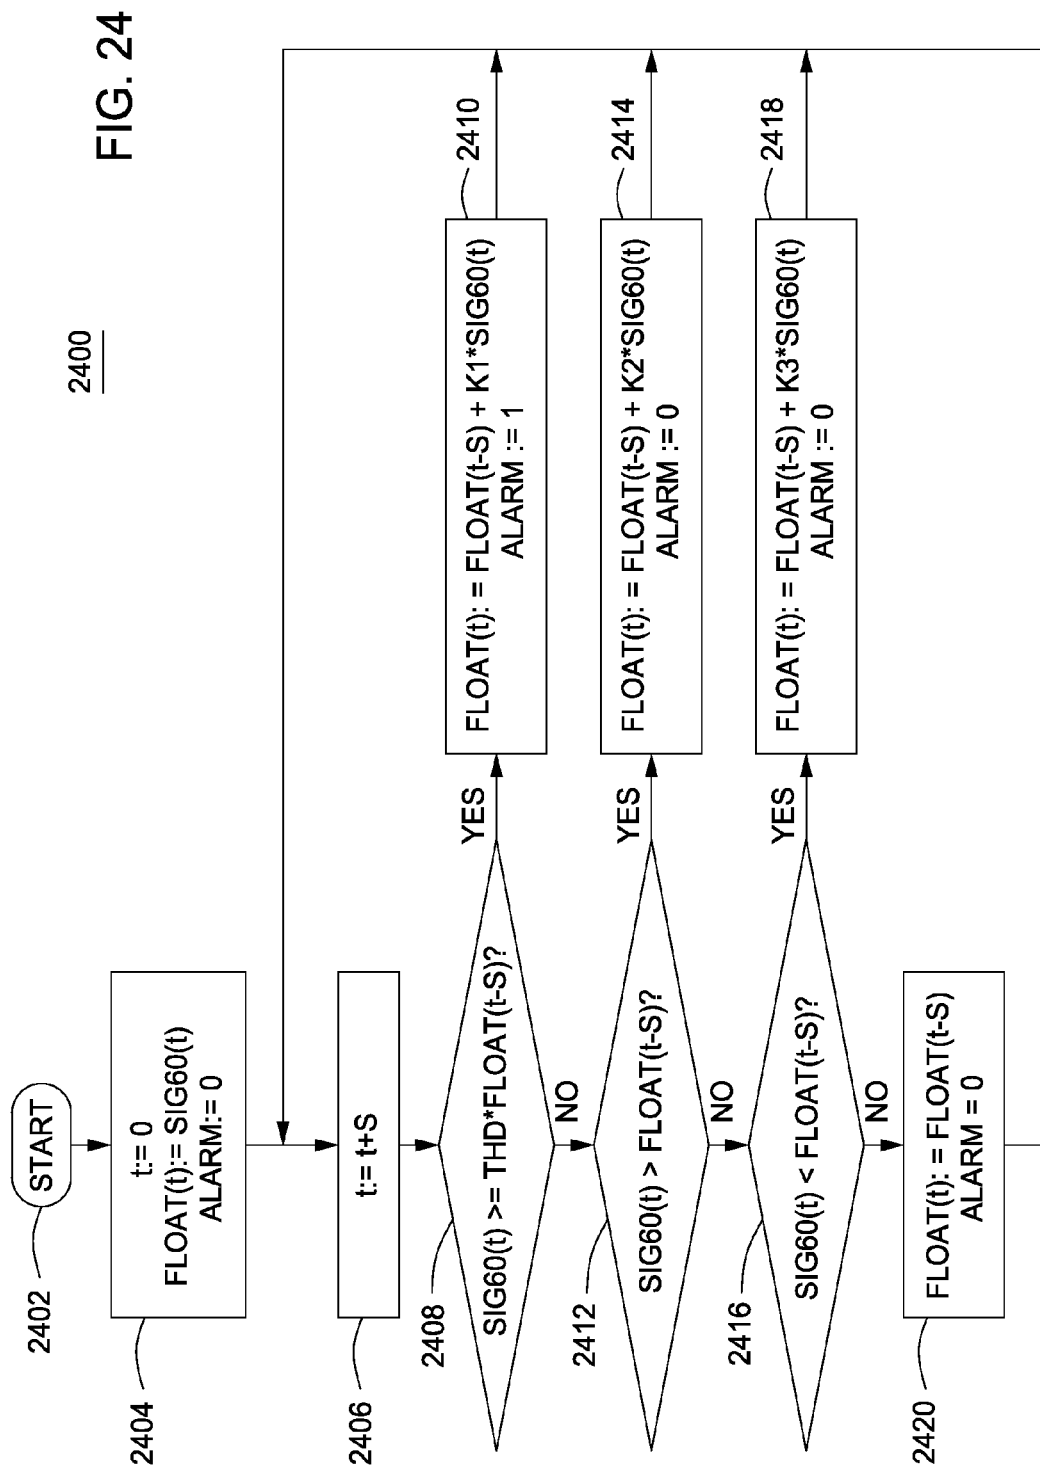 FIG. 24
2400
START
2402
t:= 0
FLOAT(t):= SIG60(t)
ALARM:= 0
2404
t:= t+S
2406
SIG60(t) >= THD*FLOAT(t-S)?
2408
YES
NO
FLOAT(t): = FLOAT(t-S) + K1*SIG60(t)
ALARM := 1
2410
SIG60(t) > FLOAT(t-S)?
2412
YES
NO
FLOAT(t): = FLOAT(t-S) + K2*SIG60(t)
ALARM := 0
2414
SIG60(t) < FLOAT(t-S)?
2416
YES
NO
FLOAT(t): = FLOAT(t-S) + K3*SIG60(t)
ALARM := 0
2418
FLOAT(t): = FLOAT(t-S)
ALARM = 0
2420